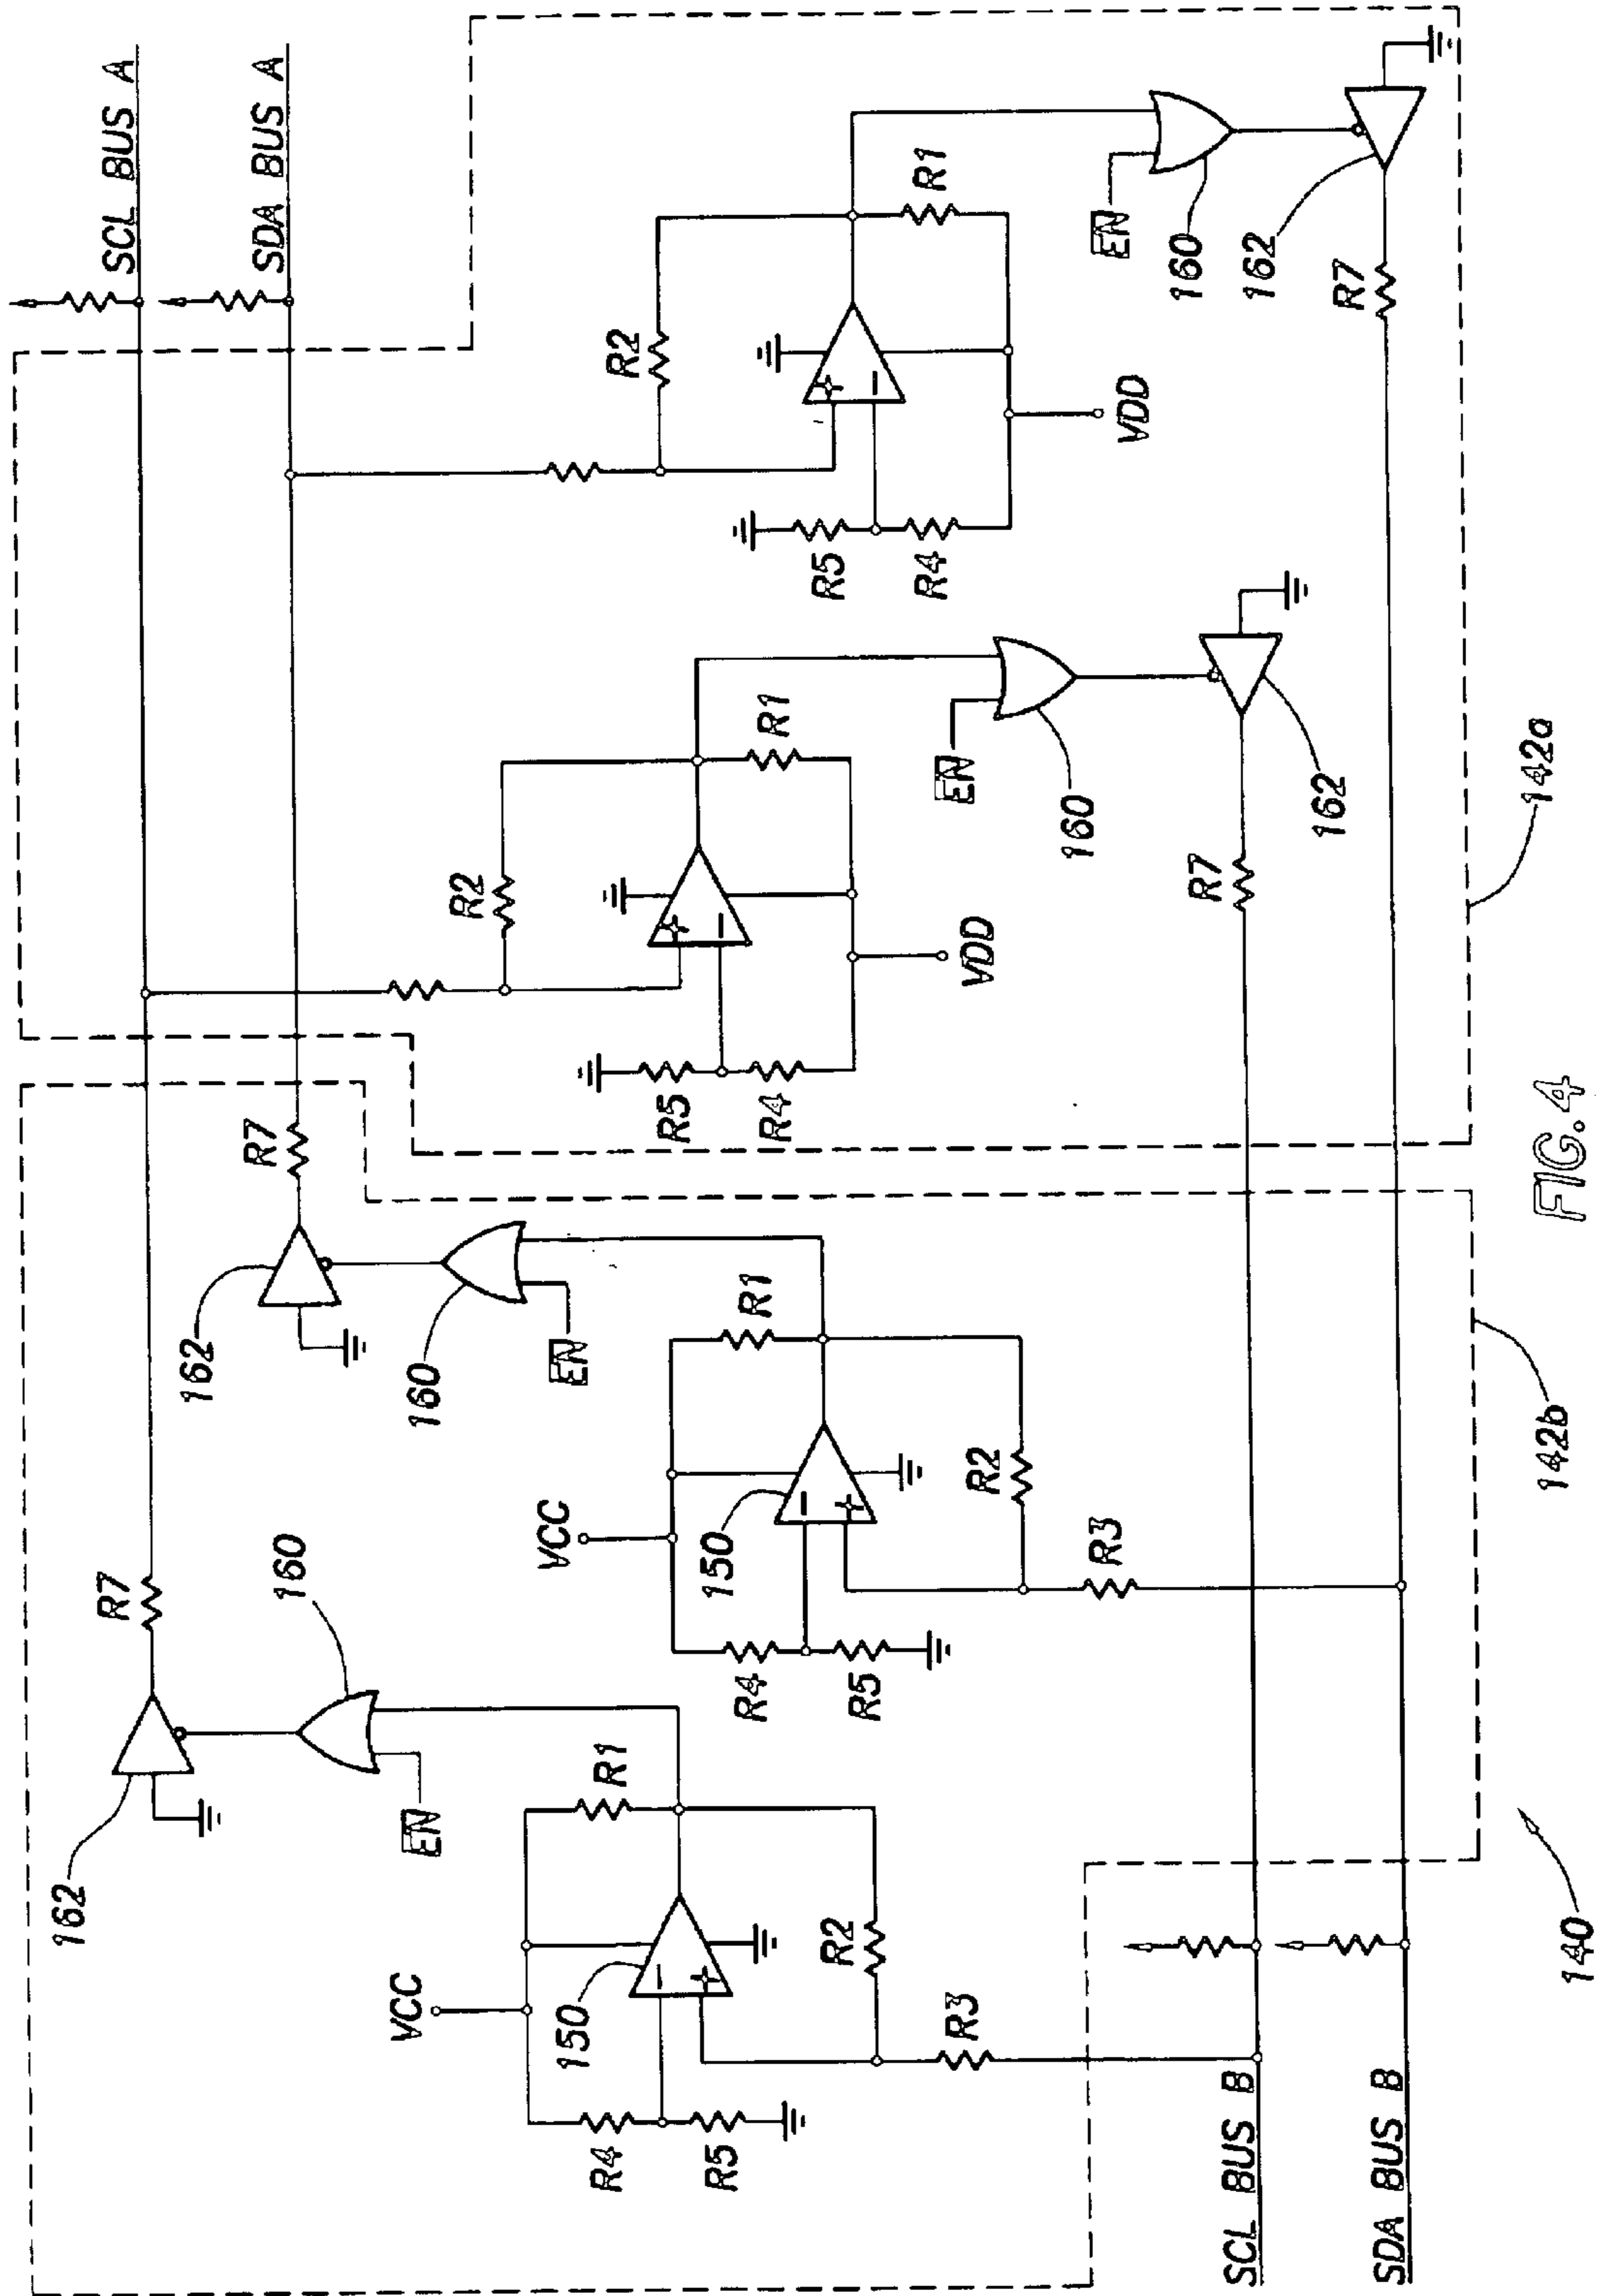 162
R7
SCL BUS A
162
R7
SDA BUS A
160
VCC
EN
160
R2
VCC
EN
150
R4
R1
R2
R5
150
R5
R4
R1
R1
R4
R5
R2
R5
R4
R1
EN
R3
VDD
R2
160
R3
EN
VDD
160
R7
SCL BUS B
162
162
R7
SDA BUS B
142b
142a
140
FIG. 4